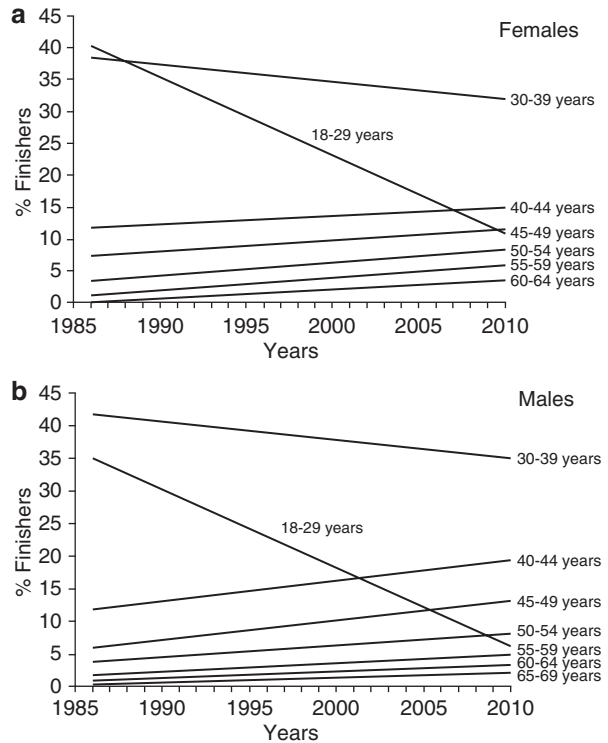 a
Females
45
40
35
30
25
20
15
10
5
0
% Finishers
30-39 years
18-29 years
40-44 years
45-49 years
50-54 years
55-59 years
60-64 years
1985 1990 1995 2000 2005 2010
Years
b
Males
45
40
35
30
25
20
15
10
5
0
% Finishers
30-39 years
18-29 years
40-44 years
45-49 years
50-54 years
55-59 years
60-64 years
65-69 years
1985 1990 1995 2000 2005 2010
Years